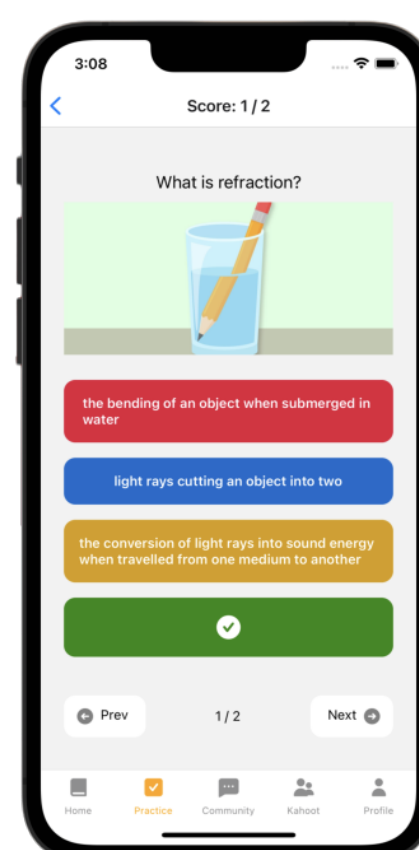 3:08
Score: 1 / 2
What is refraction?
the bending of an object when submerged in
water
light rays cutting an object into two
the conversion of light rays into sound energy
when travelled from one medium to another
Prev
1 / 2
Next
Home
Practice
Community
Kahoot
Profile